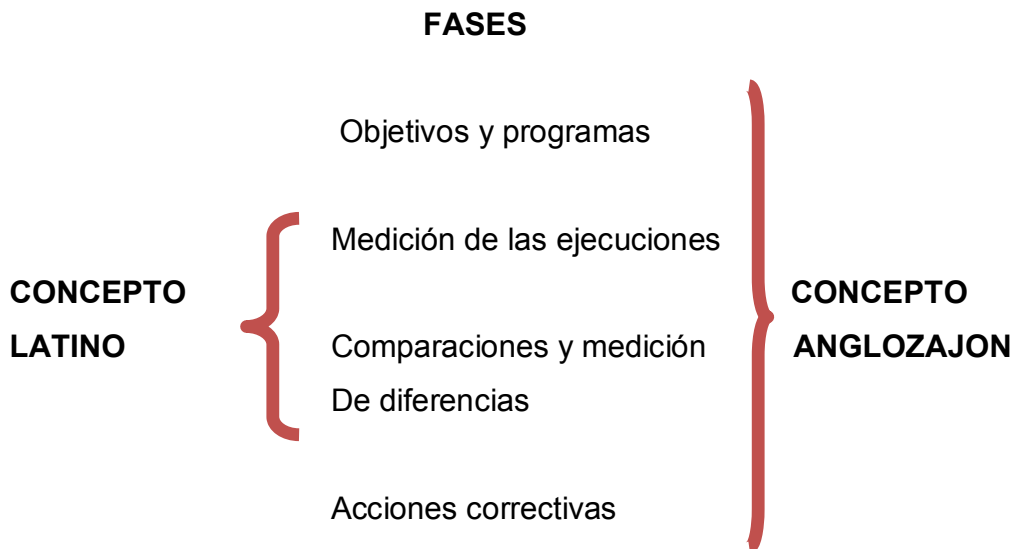 FASES
Objetivos y programas
Medición de las ejecuciones
CONCEPTO
LATINO
Comparaciones y medición
De diferencias
CONCEPTO
ANGLOZAJON
Acciones correctivas